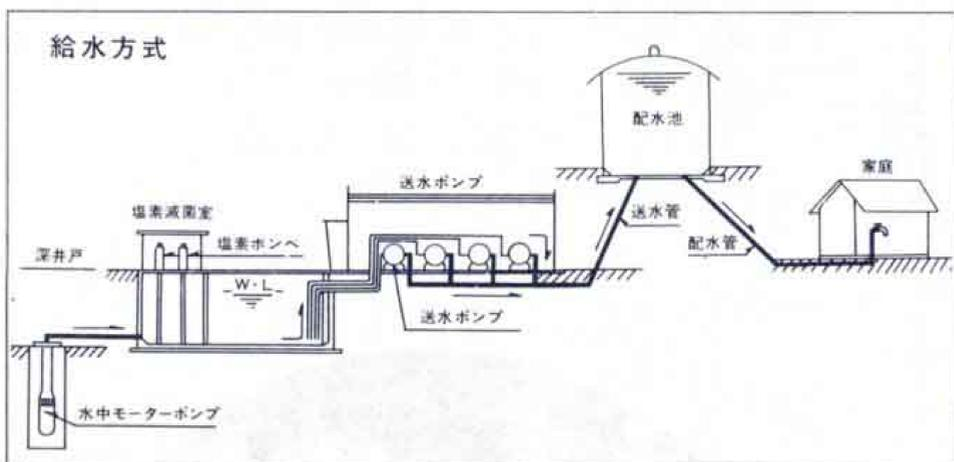 給水方式
配水池
家庭
送水ポンプ
塩素滅菌室
送水管
塩素ボンベ
深井戸
配水管
W・L
送水ポンプ
水中モーターポンプ